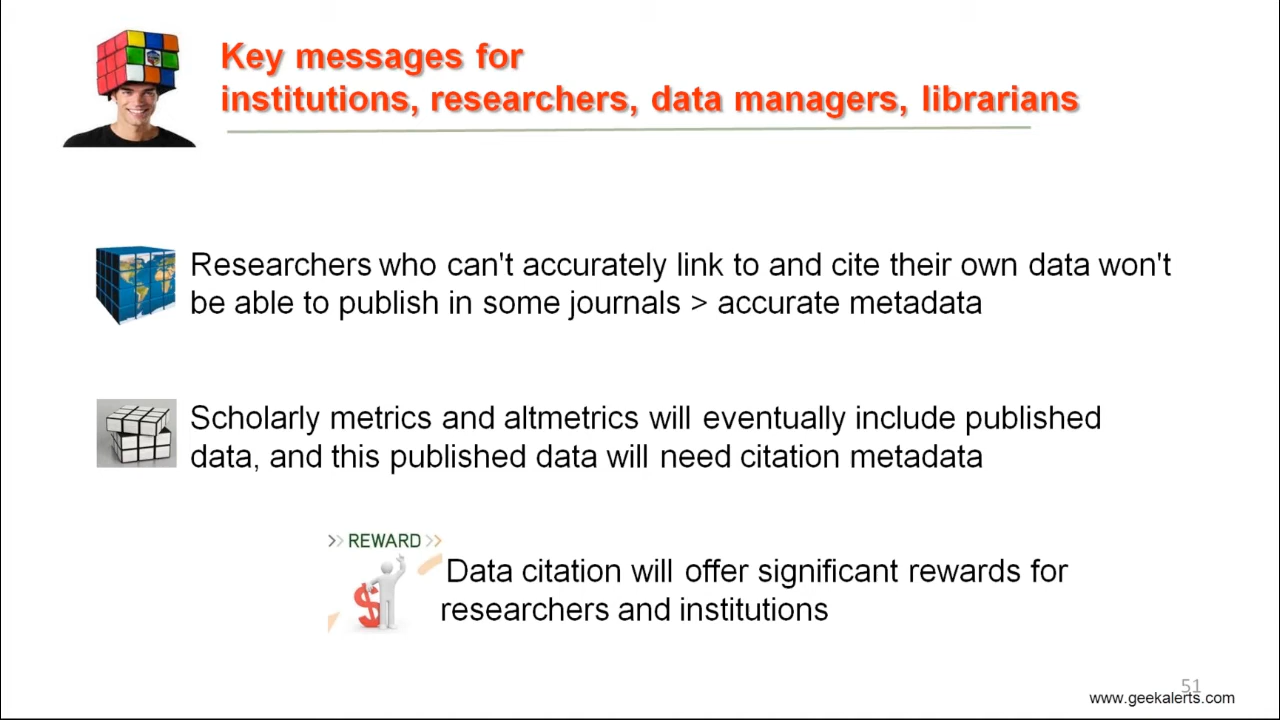 Key messages for
institutions, researchers, data managers, librarians
Researchers who can't accurately link to and cite their own data won't
be able to publish in some journals > accurate metadata
Scholarly metrics and altmetrics will eventually include published
data, and this published data will need citation metadata
>> REWARD >>
Data citation will offer significant rewards for
researchers and institutions
51
www.geekalerts.com